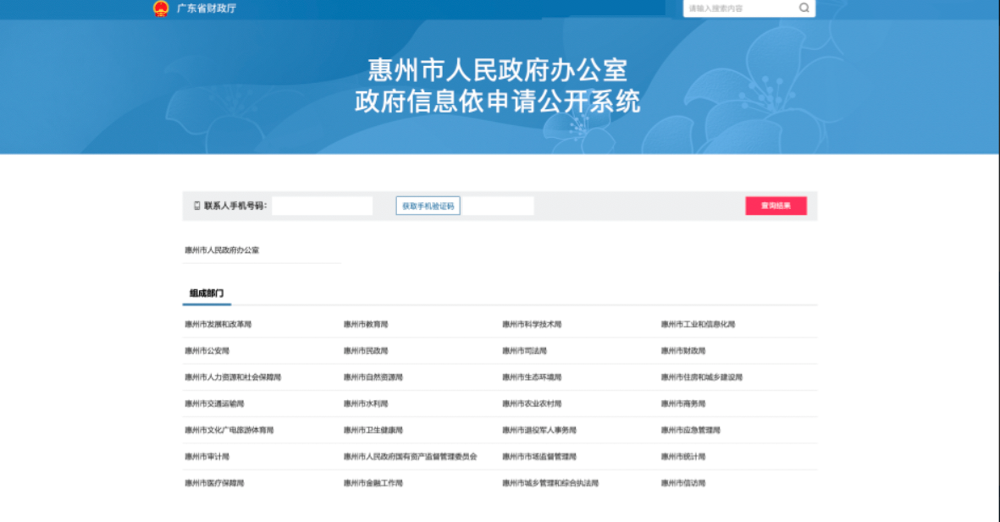 广东省财政厅
请输入搜索内容
惠州市人民政府办公室
政府信息依申请公开系统
联系人手机号码:
获取手机验证码
查询结果
惠州市人民政府办公室
组成部门
惠州市发展和改革局 惠州市教育局 惠州市科学技术局 惠州市工业和信息化局
惠州市公安局 惠州市民政局 惠州市司法局 惠州市财政局
惠州市人力资源和社会保障局 惠州市自然资源局 惠州市生态环境局 惠州市住房和城乡建设局
惠州市交通运输局 惠州市水利局 惠州市农业农村局 惠州市商务局
惠州市文化广电旅游体育局 惠州市卫生健康局 惠州市退役军人事务局 惠州市应急管理局
惠州市审计局 惠州市人民政府国有资产监督管理委员会 惠州市市场监督管理局 惠州市统计局
惠州市医疗保障局 惠州市金融工作局 惠州市城乡管理和综合执法局 惠州市信访局